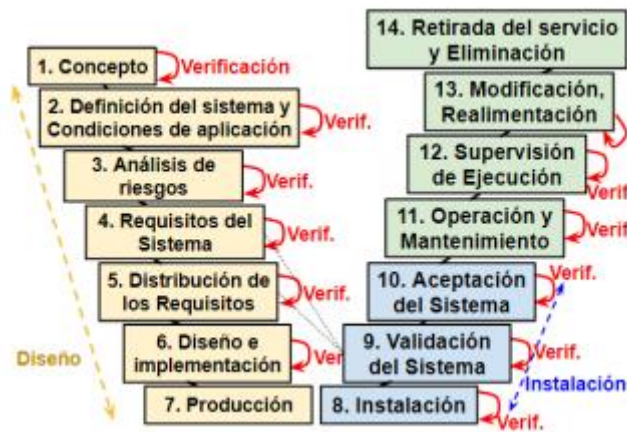 1. Concepto
Verificación
2. Definición del sistema y
Condiciones de aplicación
Verif.
3. Análisis de
riesgos
Verif.
4. Requisitos del
Sistema
Verif.
5. Distribución de
los Requisitos
Verif.
6. Diseño e
implementación
Ver
7. Producción
Diseño
14. Retirada del servicio
y Eliminación
13. Modificación,
Realimentación
12. Supervisión
de Ejecución
Verif
11. Operación y
Mantenimiento
Verif.
10. Aceptación
del Sistema
Verif.
9. Validación
del Sistema
Verif.
8. Instalación
Verif.
Instalación